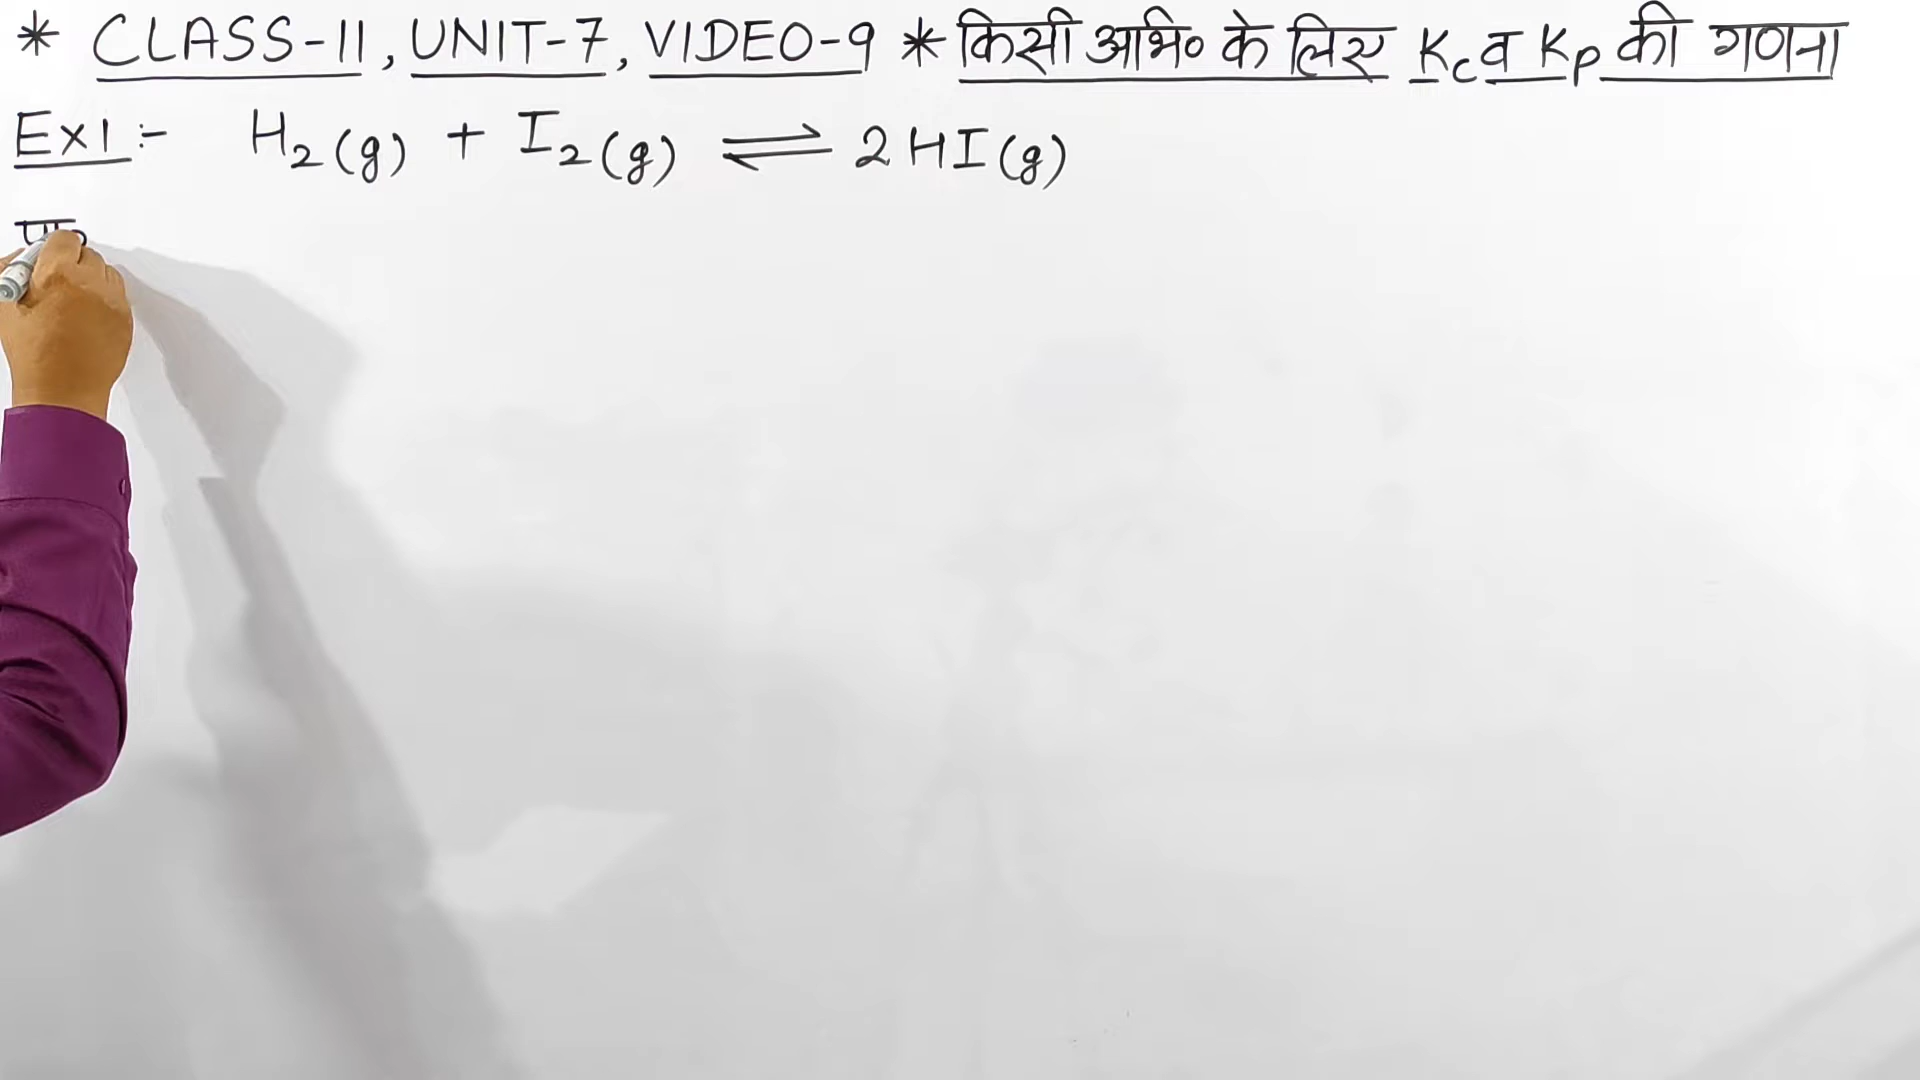 * CLASS-11, UNIT-7, VIDEO-9 * किसी अभि० के लिए Kc व Kp की गणना
Ex1:- H₂(g) + I₂(g) ⇌ 2HI(g)